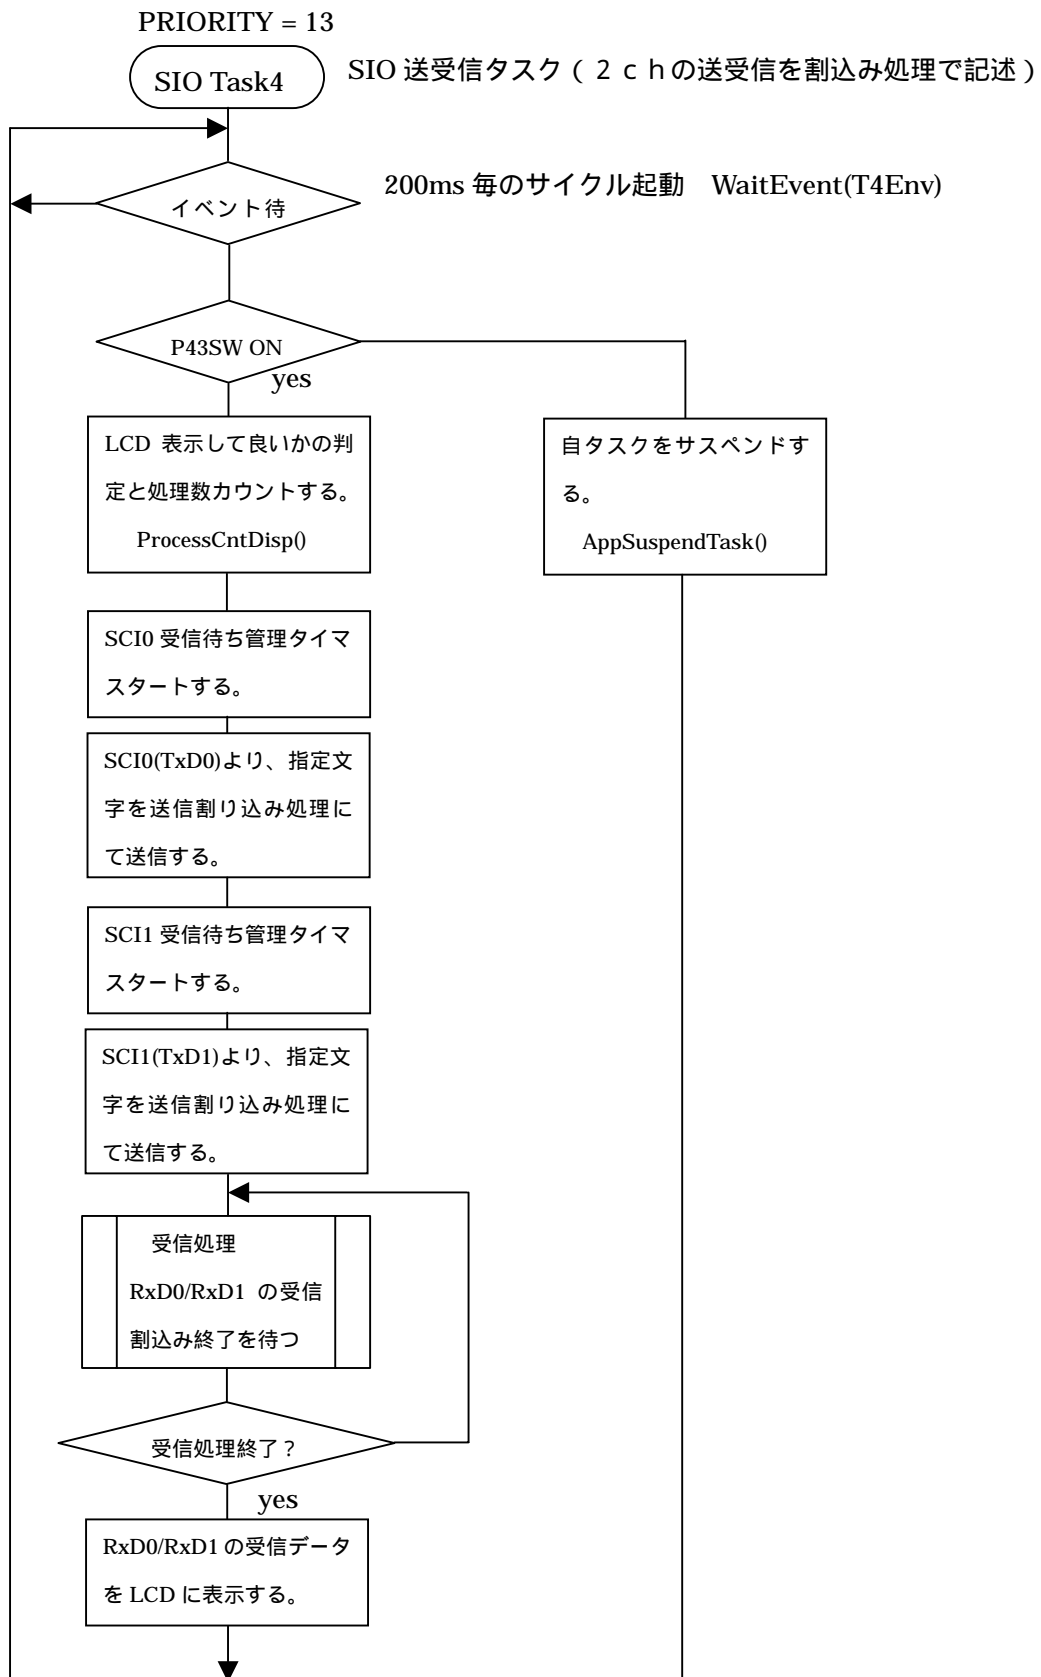 PRIORITY = 13
SIO Task4
SIO 送受信タスク（２ｃｈの送受信を割込み処理で記述）
200ms 毎のサイクル起動　WaitEvent(T4Env)
イベント待
P43SW ON
yes
LCD 表示して良いかの判
定と処理数カウントする。
ProcessCntDisp()
自タスクをサスペンドす
る。
AppSuspendTask()
SCI0 受信待ち管理タイマ
スタートする。
SCI0(TxD0)より、指定文
字を送信割り込み処理に
て送信する。
SCI1 受信待ち管理タイマ
スタートする。
SCI1(TxD1)より、指定文
字を送信割り込み処理に
て送信する。
受信処理
RxD0/RxD1 の受信
割込み終了を待つ
受信処理終了？
yes
RxD0/RxD1 の受信データ
を LCD に表示する。